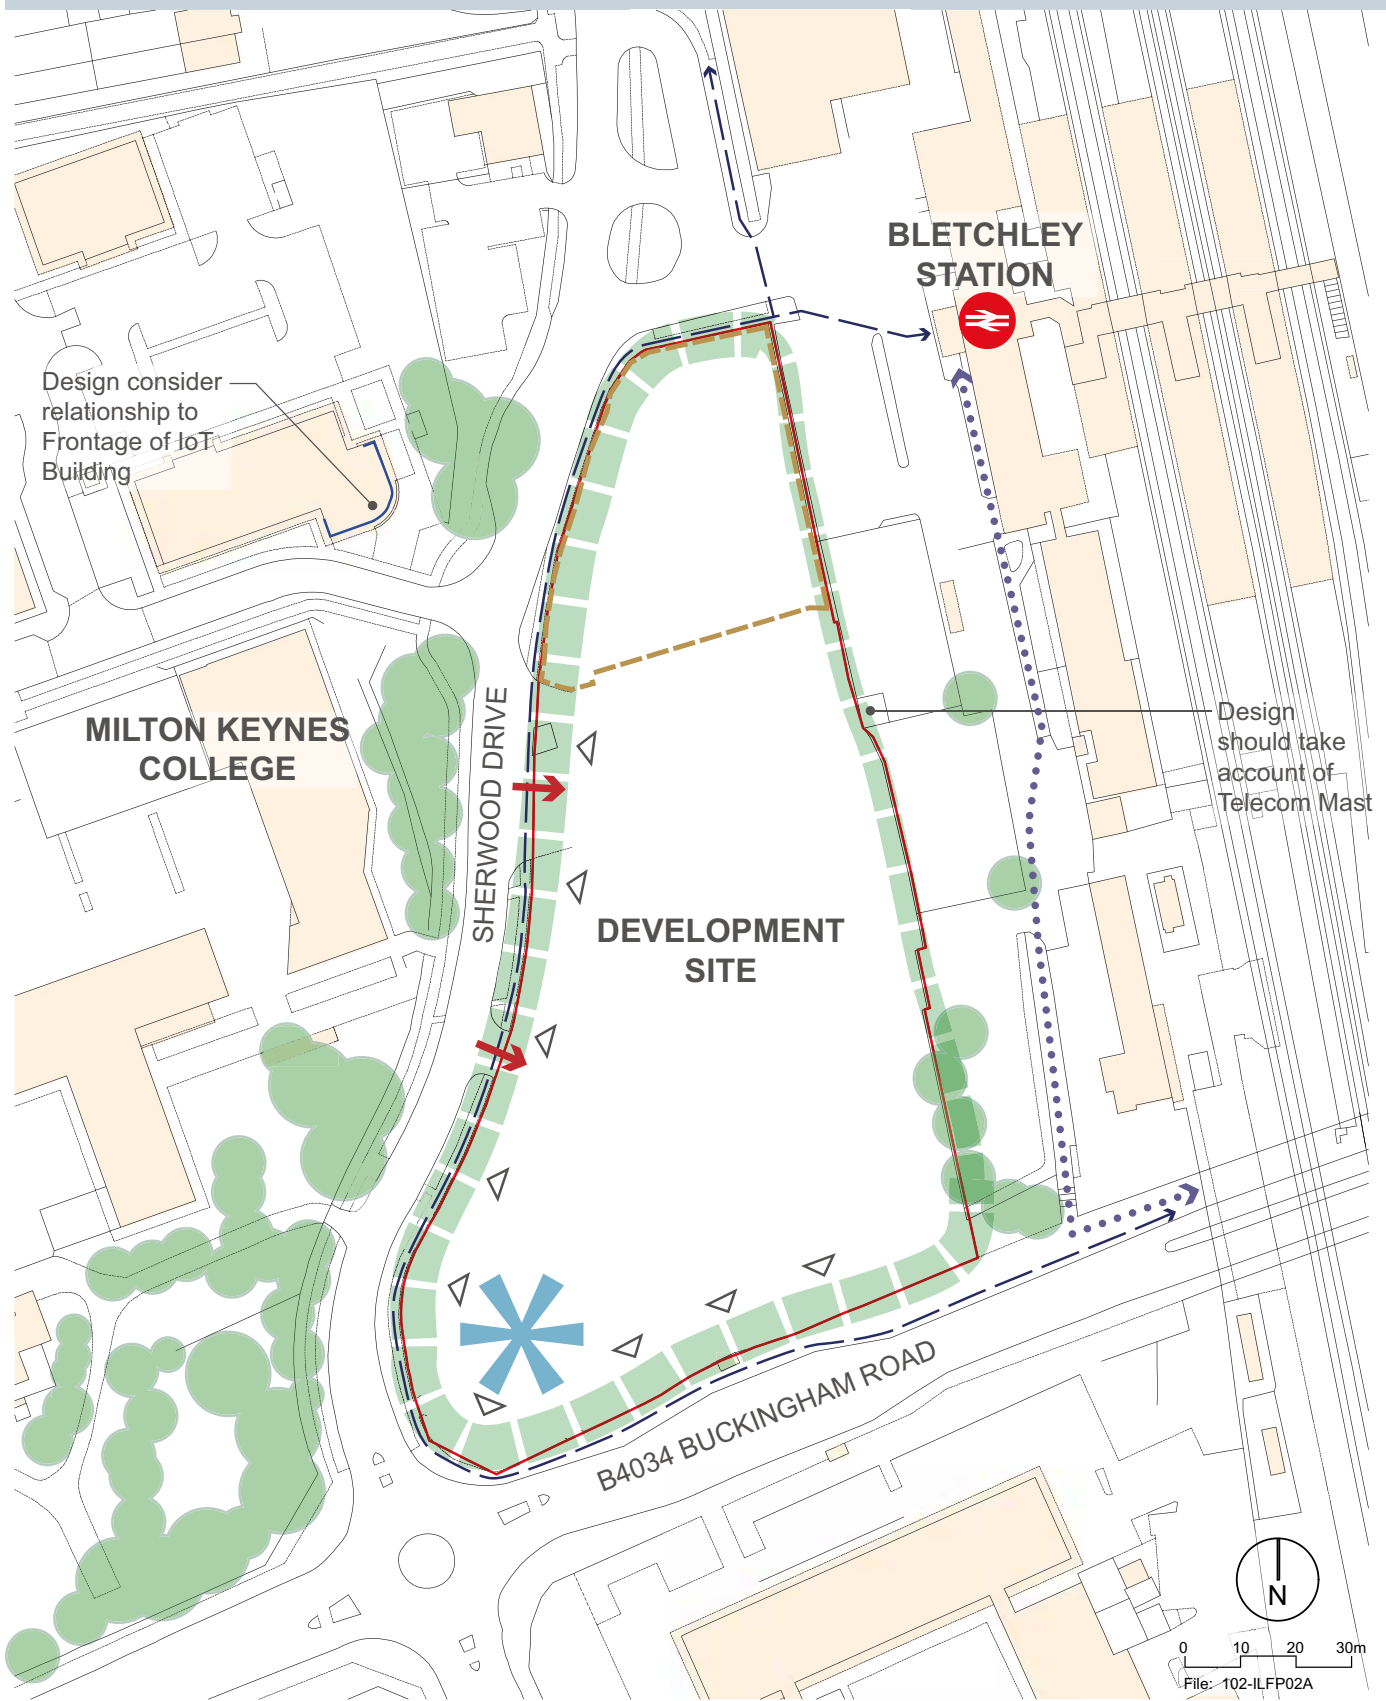 BLETCHLEY
STATION
Design consider
relationship to
Frontage of IoT
Building
MILTON KEYNES
COLLEGE
SHERWOOD DRIVE
Design
should take
account of
Telecom Mast
DEVELOPMENT
SITE
B4034 BUCKINGHAM ROAD
N
0 10 20 30m
File: 102-ILFP02A